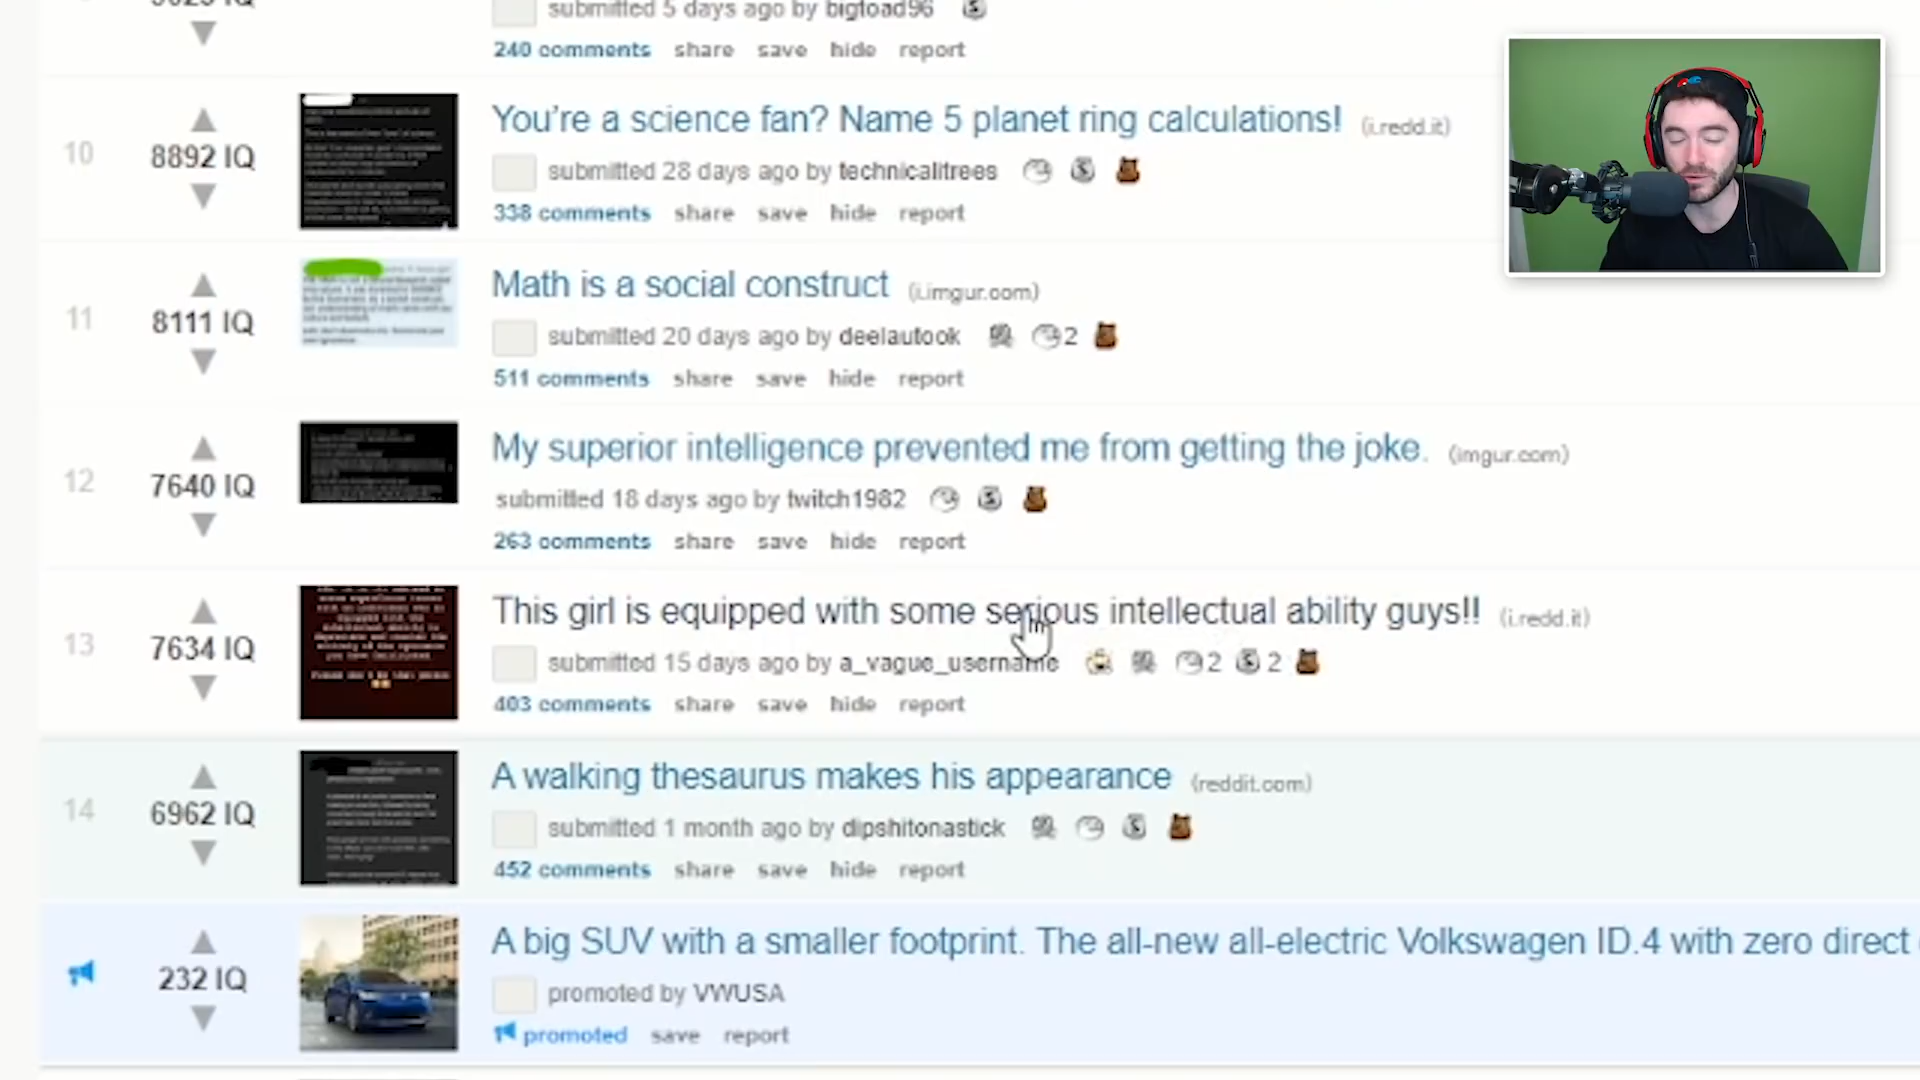 submitted 5 days ago by bigtoad96
240 comments share save hide report
10
8892 IQ
You're a science fan? Name 5 planet ring calculations! (i.redd.it)
submitted 28 days ago by technicalitrees
338 comments share save hide report
11
8111 IQ
Math is a social construct (i.imgur.com)
submitted 20 days ago by deelautook 2
511 comments share save hide report
12
7640 IQ
My superior intelligence prevented me from getting the joke. (imgur.com)
submitted 18 days ago by twitch1982
263 comments share save hide report
13
7634 IQ
This girl is equipped with some serious intellectual ability guys!! (i.redd.it)
submitted 15 days ago by a_vague_username 2 2
403 comments share save hide report
14
6962 IQ
A walking thesaurus makes his appearance (reddit.com)
submitted 1 month ago by dipshitonastick
452 comments share save hide report
232 IQ
A big SUV with a smaller footprint. The all-new all-electric Volkswagen ID.4 with zero direct
promoted by VWUSA
promoted save report